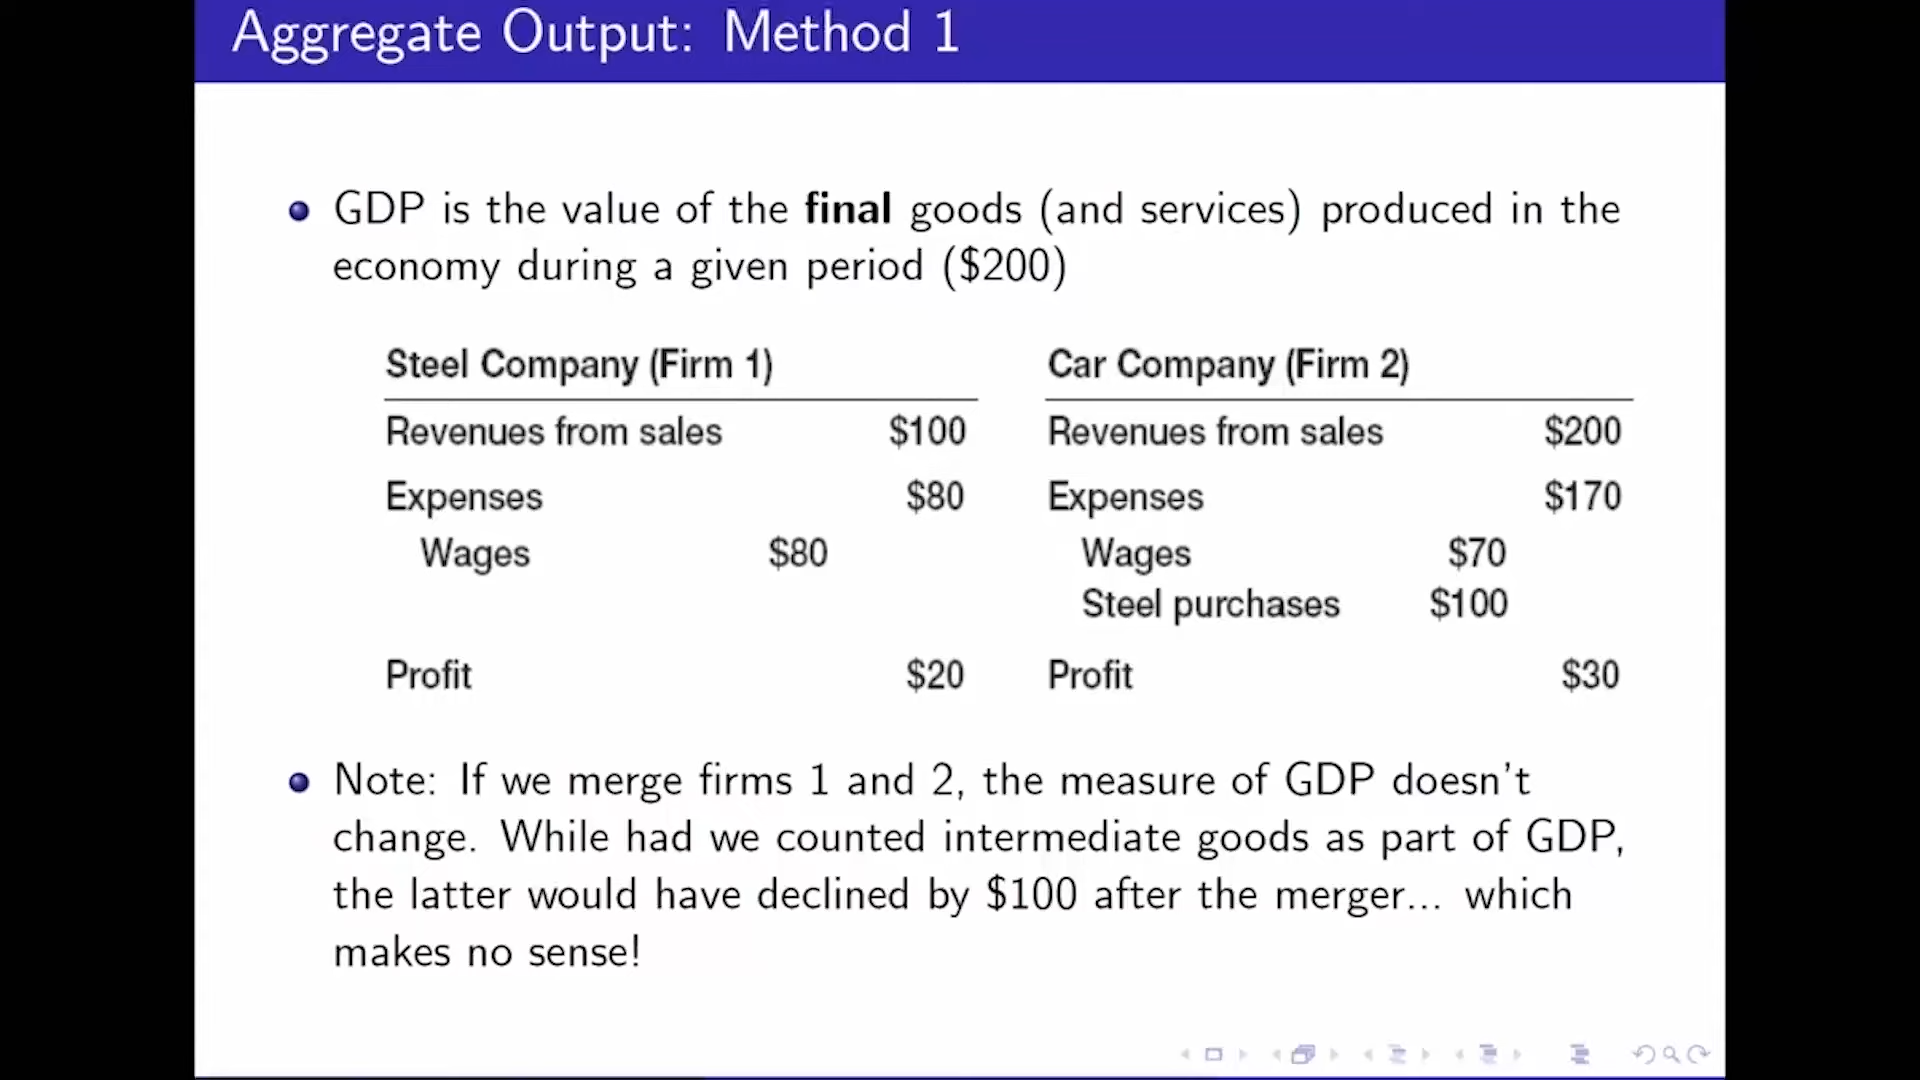 Aggregate Output: Method 1
GDP is the value of the final goods (and services) produced in the
economy during a given period ($200)
Steel Company (Firm 1)
Revenues from sales $100
Expenses $80
Wages $80
Profit $20
Car Company (Firm 2)
Revenues from sales $200
Expenses $170
Wages $70
Steel purchases $100
Profit $30
Note: If we merge firms 1 and 2, the measure of GDP doesn't
change. While had we counted intermediate goods as part of GDP,
the latter would have declined by $100 after the merger... which
makes no sense!